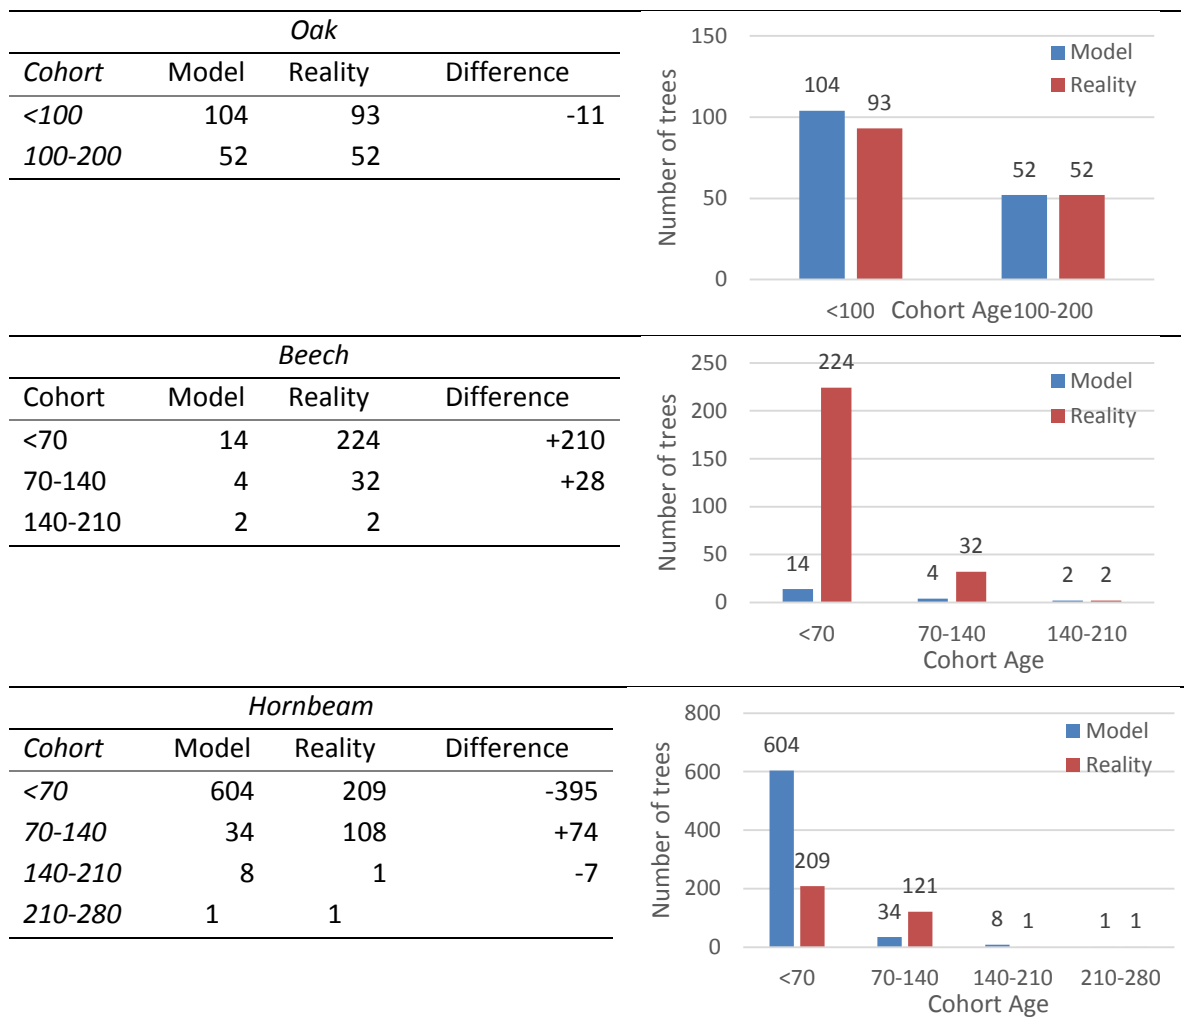 Oak
Cohort Model Reality Difference
<100 104 93 -11
100-200 52 52
150
100
50
0
Number of trees
Model
Reality
104
93
52
52
<100 Cohort Age100-200
Beech
Cohort Model Reality Difference
<70 14 224 +210
70-140 4 32 +28
140-210 2 2
250
200
150
100
50
0
Number of trees
Model
Reality
224
14
4
32
2
2
<70 70-140 140-210
Cohort Age
Hornbeam
Cohort Model Reality Difference
<70 604 209 -395
70-140 34 108 +74
140-210 8 1 -7
210-280 1 1
800
600
400
200
0
Number of trees
Model
Reality
604
209
34
121
8
1
1
1
<70 70-140 140-210 210-280
Cohort Age